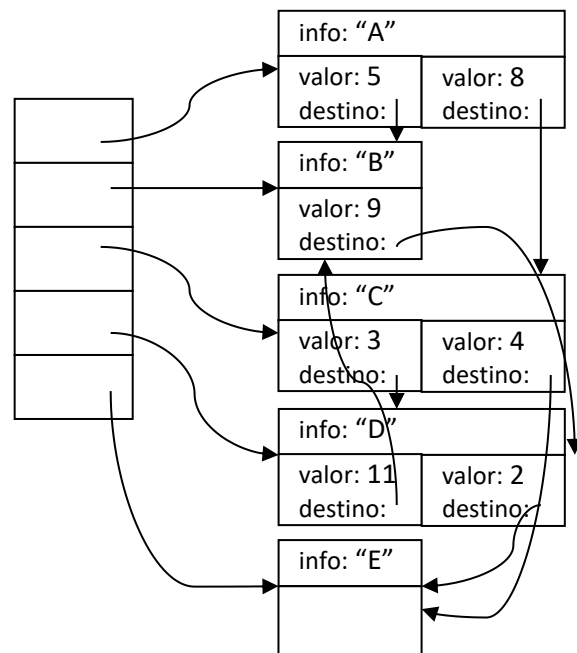 info: “A”
valor: 5
destino:
valor: 8
destino:
info: “B”
valor: 9
destino:
info: “C”
valor: 3
destino:
valor: 4
destino:
info: “D”
valor: 11
destino:
valor: 2
destino:
info: “E”